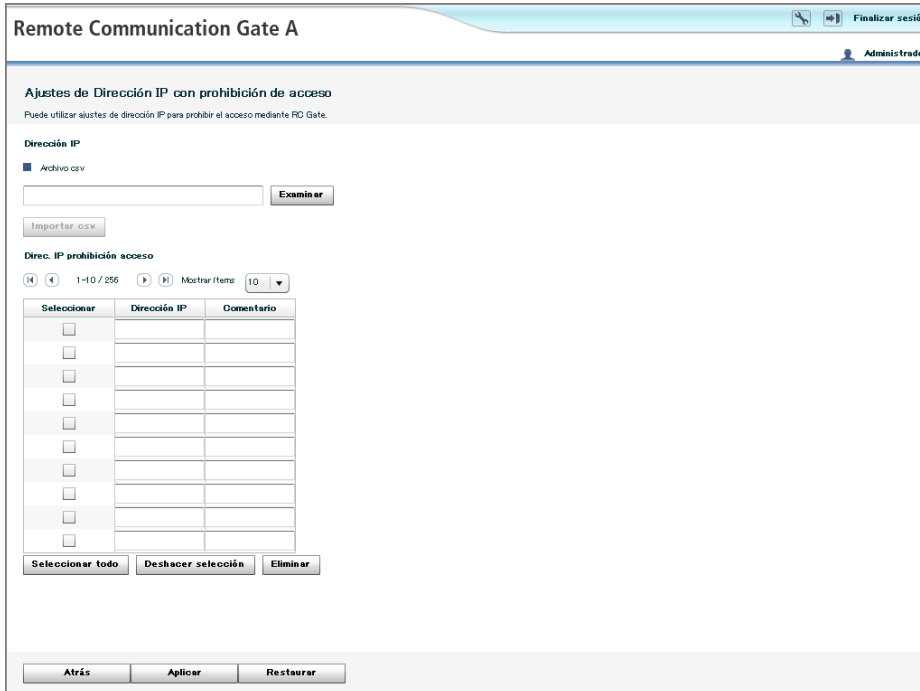 Remote Communication Gate A
Finalizar sesió
Administrado
Ajustes de Dirección IP con prohibición de acceso
Puede utilizar ajustes de dirección IP para prohibir el acceso mediante RC Gate.
Dirección IP
Archivo csv
Examinar
Importar csv
Direc. IP prohibición acceso
1-10 / 256 Mostrar ítems 10
Seleccionar Dirección IP Comentario
Seleccionar todo Deshacer selección Eliminar
Atrás Aplicar Restaurar